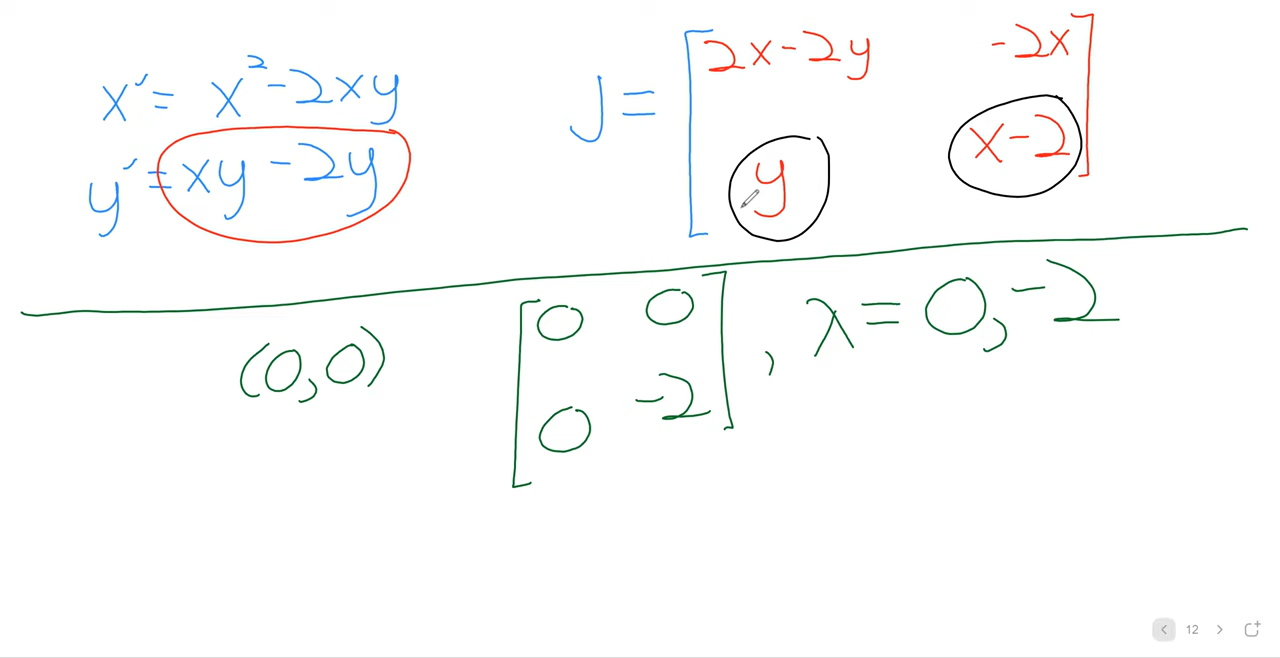 x' = x² - 2xy
y' = xy - 2y
J = [ 2x - 2y -2x
y x - 2 ]
(0,0) [ 0 0
0 -2 ] , λ = 0, -2
12